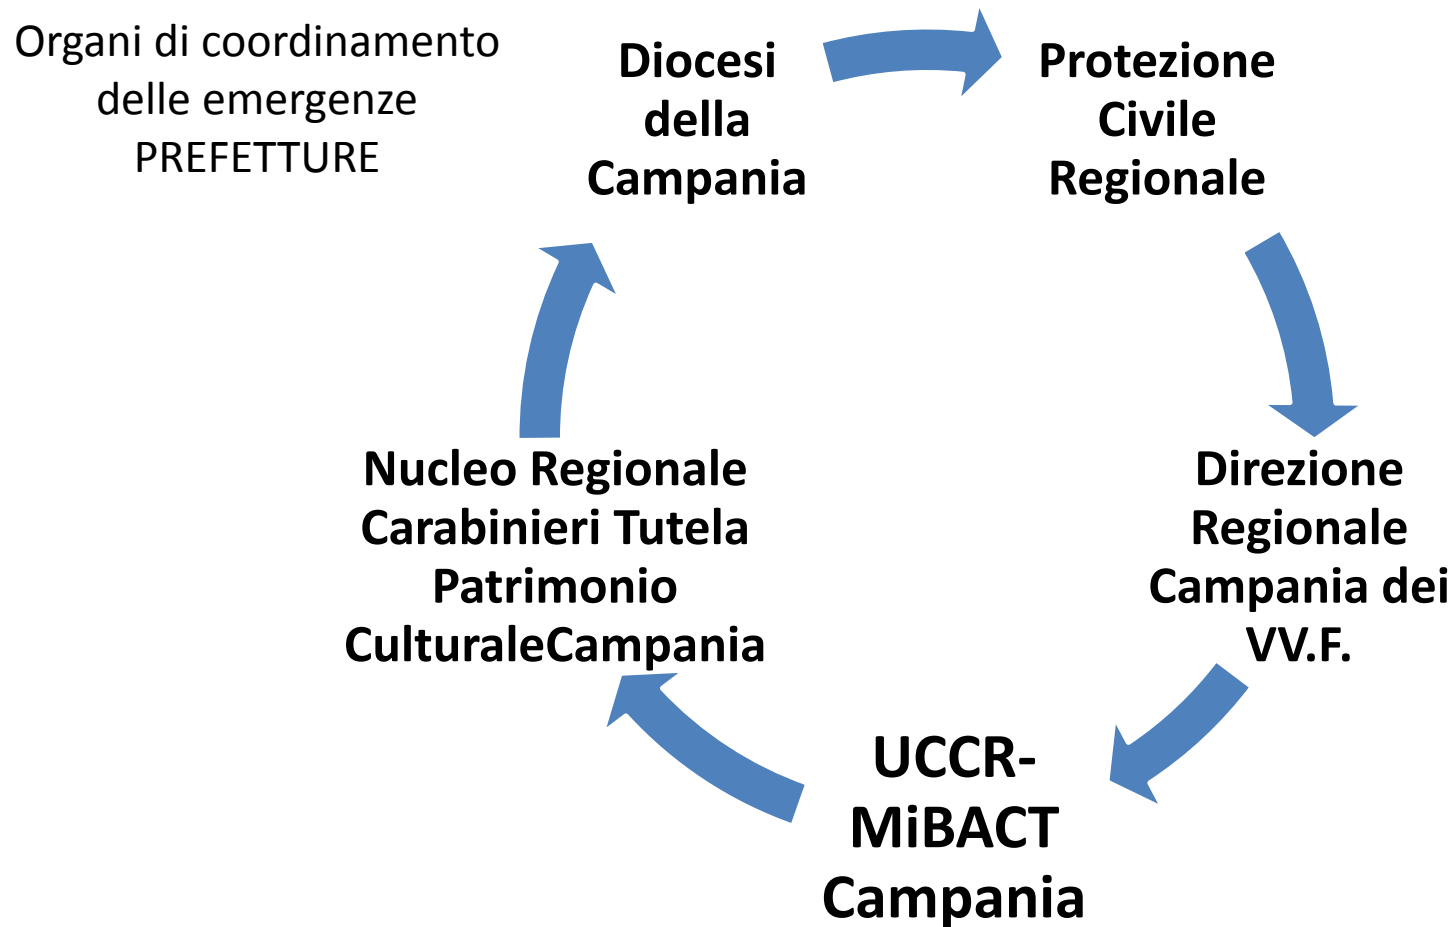 Organi di coordinamento
delle emergenze
PREFETTURE
Diocesi
della
Campania
Protezione
Civile
Regionale
Direzione
Regionale
Campania dei
VV.F.
UCCR-
MiBACT
Campania
Nucleo Regionale
Carabinieri Tutela
Patrimonio
CulturaleCampania